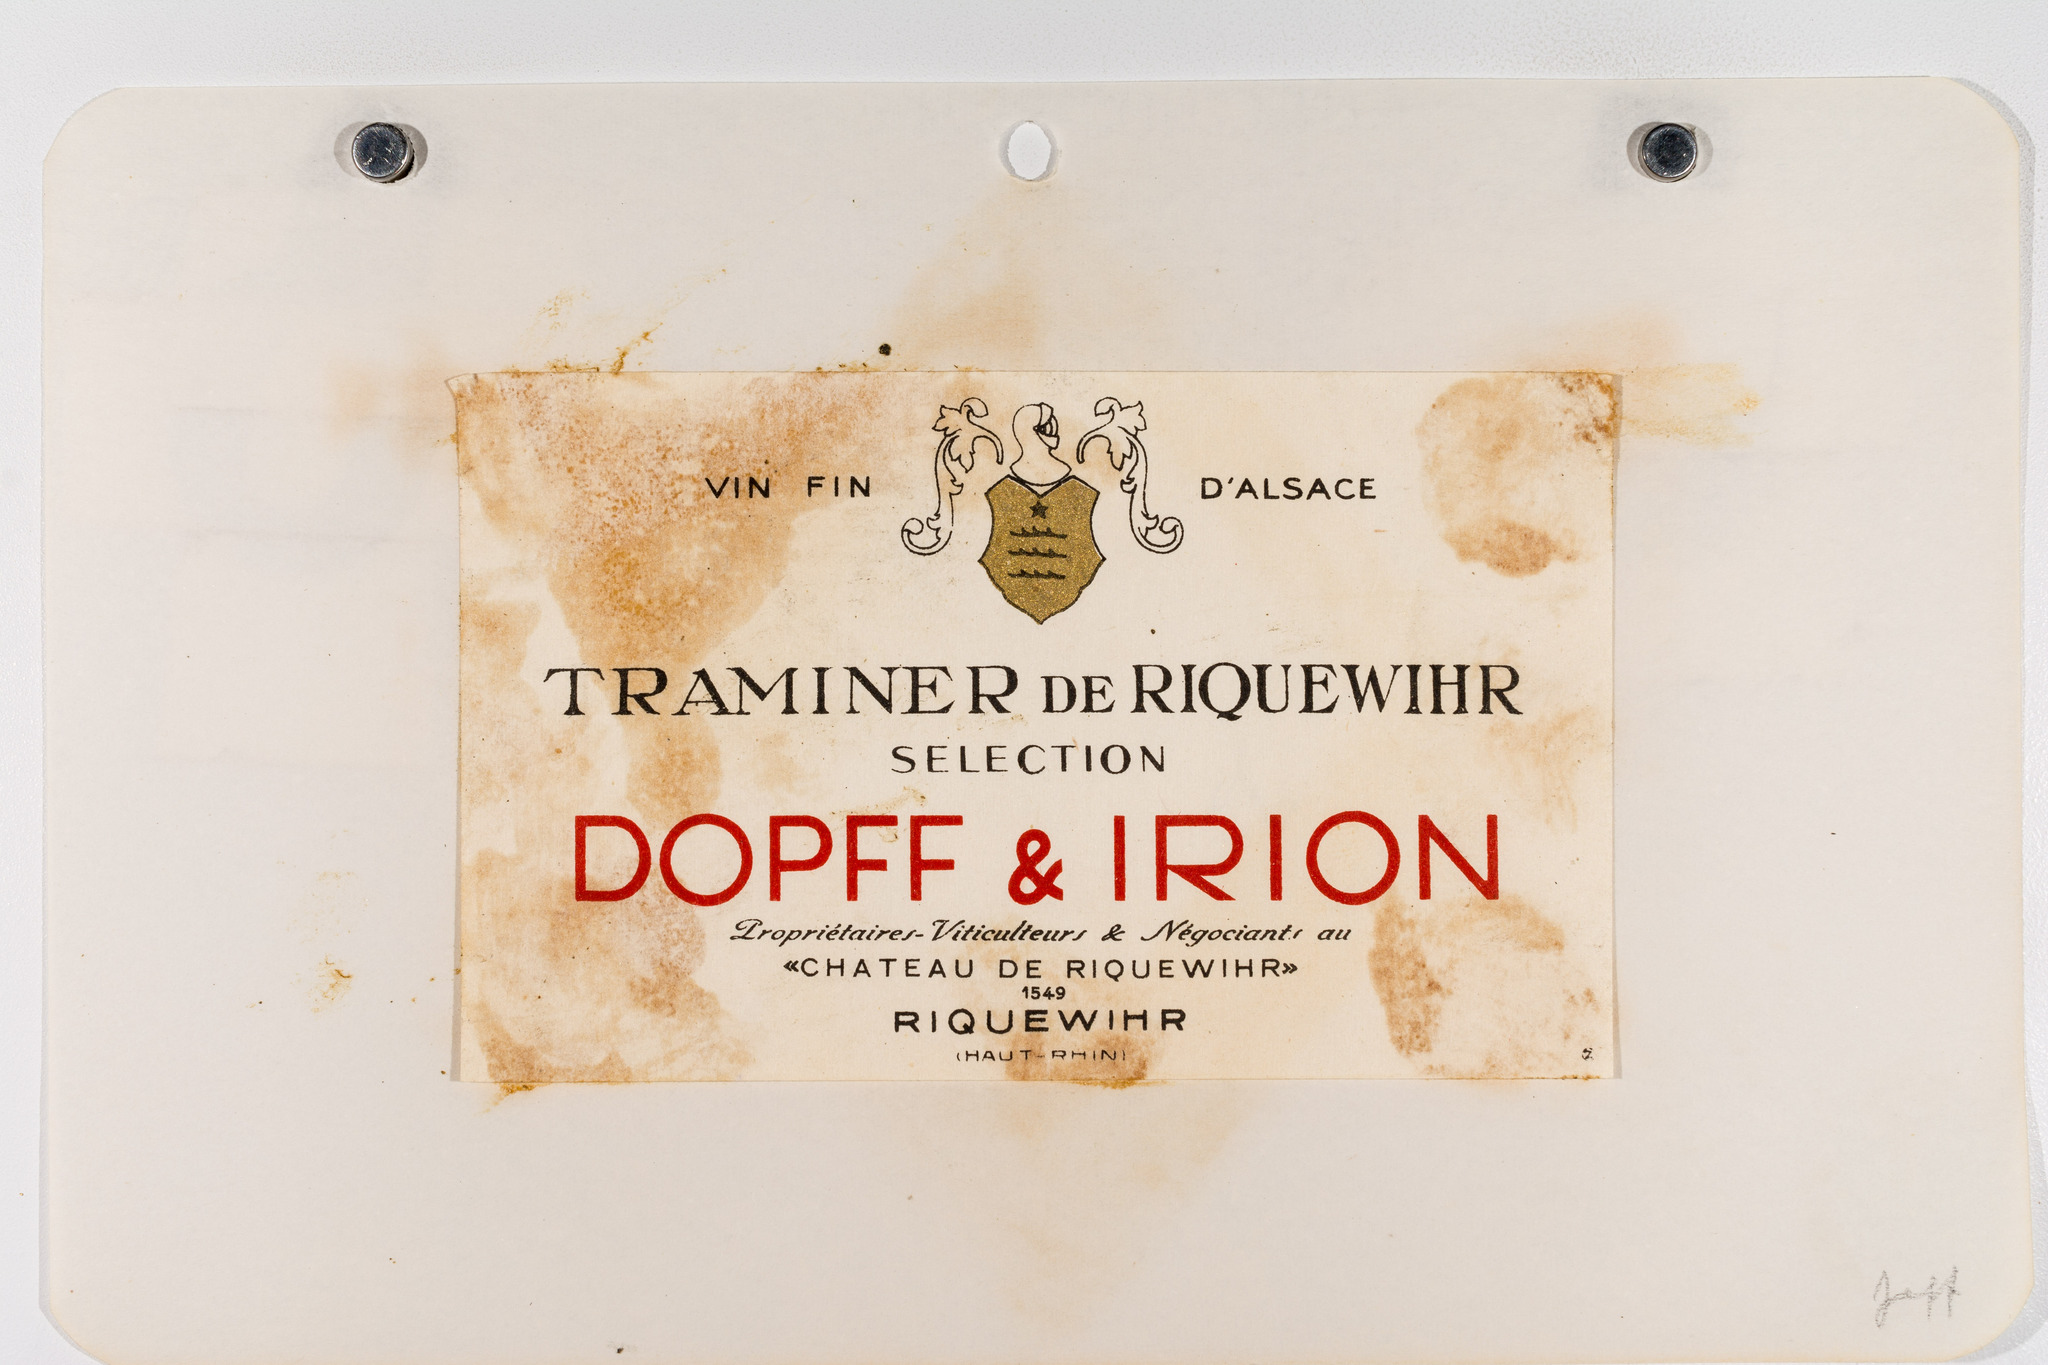 VIN FIN D'ALSACE
TRAMINER DE RIQUEWIHR
SELECTION
DOPFF & IRION
Propriétaires-Viticulteurs & Négociants au
«CHATEAU DE RIQUEWIHR»
1549
RIQUEWIHR
(HAUT-RHIN)
Jeff